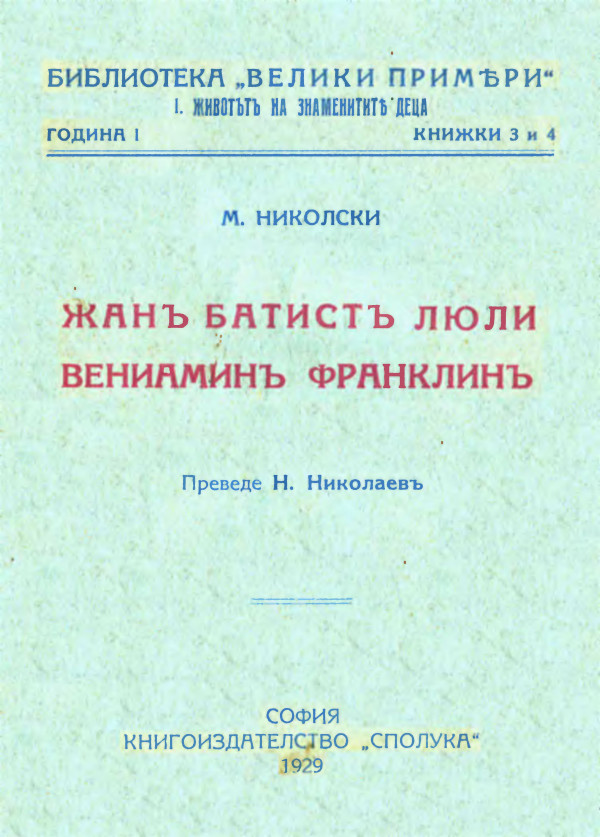 БИБЛИОТЕКА „ВЕЛИКИ ПРИМѢРИ“
I. ЖИВОТЪТЪ НА ЗНАМЕНИТИТѢ ДЕЦА
ГОДИНА I КНИЖКИ 3 и 4
М. НИКОЛСКИ
ЖАНЪ БАТИСТЪ ЛЮЛИ
ВЕНИАМИНЪ ФРАНКЛИНЪ
Преведе Н. Николаевъ
СОФИЯ
КНИГОИЗДАТЕЛСТВО „СПОЛУКА“
1929